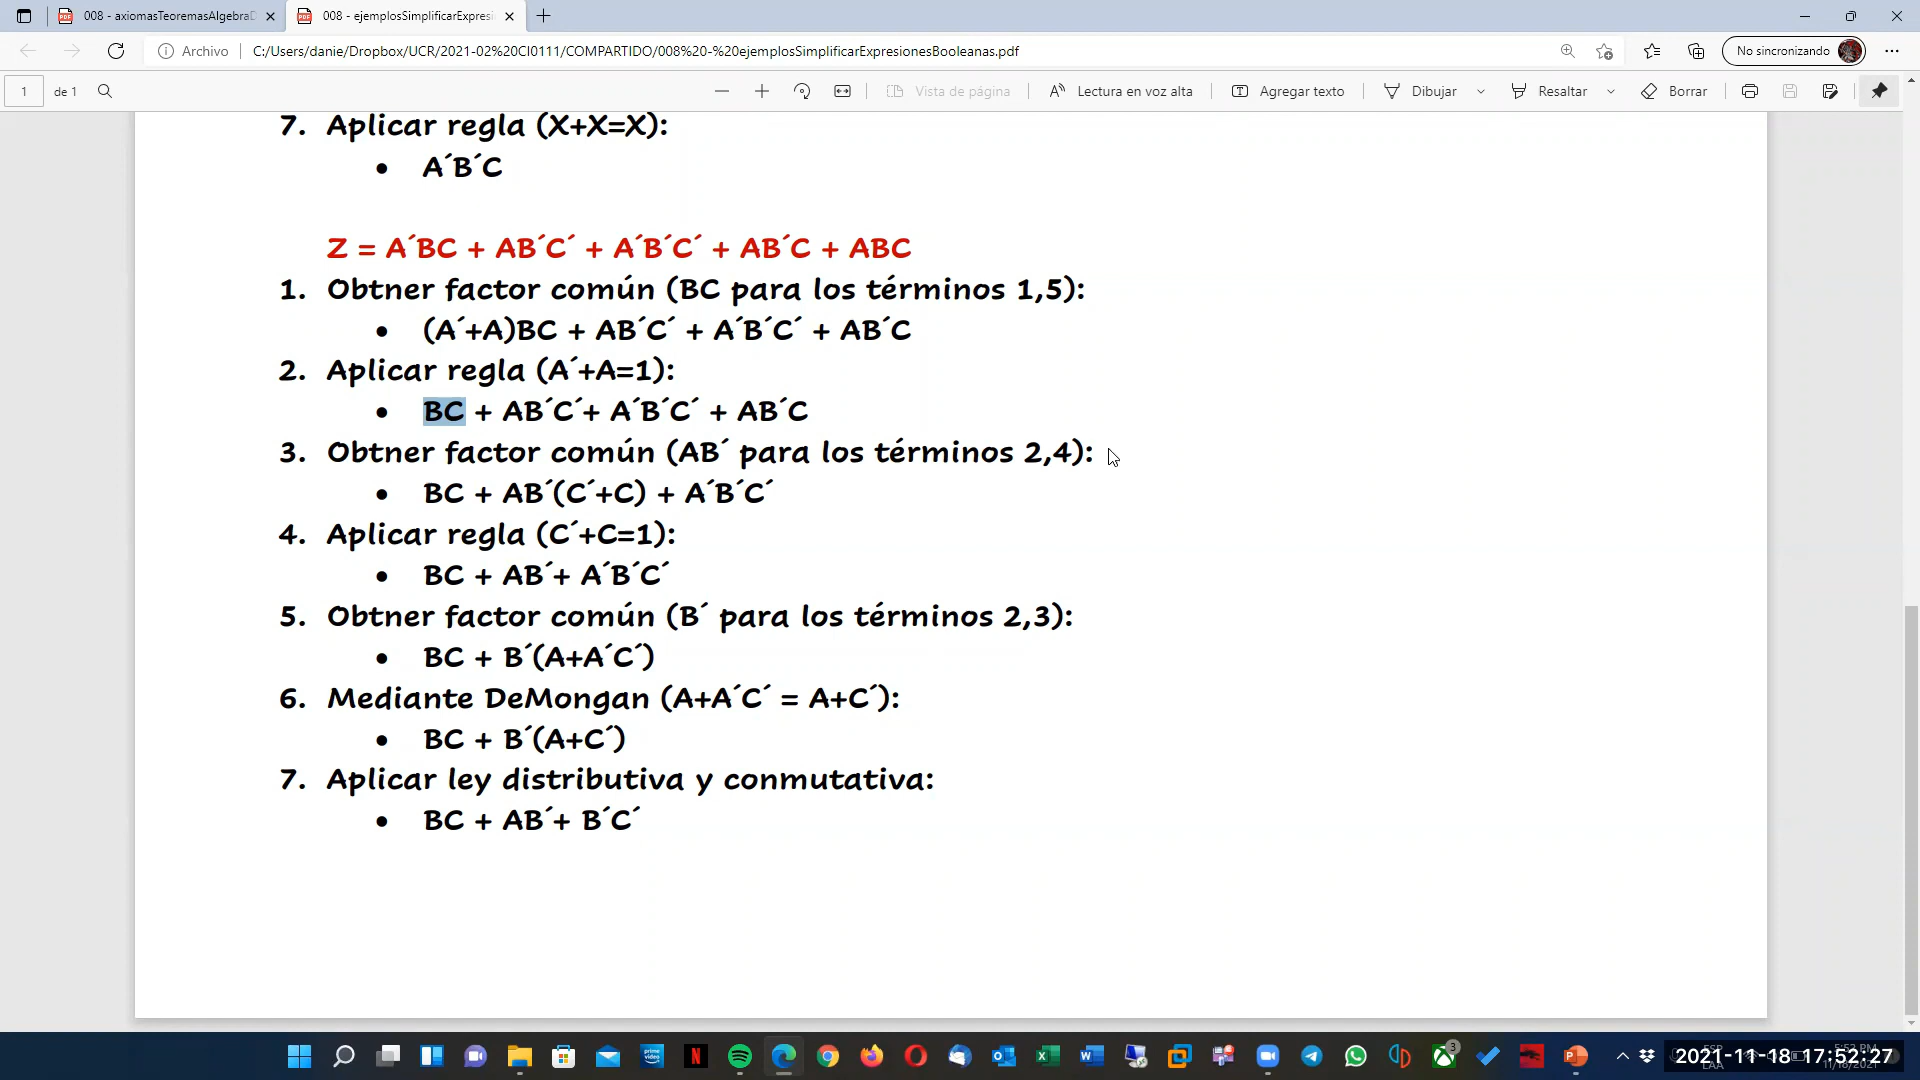 008 - axiomasTeoremasAlgebraD
008 - ejemplosSimplificarExpresi
Archivo
C:/Users/danie/Dropbox/UCR/2021-02%20CI0111/COMPARTIDO/008%20-%20ejemplosSimplificarExpresionesBooleanas.pdf
No sincronizando
1 de 1
Vista de página
Lectura en voz alta
Agregar texto
Dibujar
Resaltar
Borrar
7. Aplicar regla (X+X=X):
• A´B´C
Z = A´BC + AB´C´ + A´B´C´ + AB´C + ABC
1. Obtner factor común (BC para los términos 1,5):
• (A´+A)BC + AB´C´ + A´B´C´ + AB´C
2. Aplicar regla (A´+A=1):
• BC + AB´C´+ A´B´C´ + AB´C
3. Obtner factor común (AB´ para los términos 2,4):
• BC + AB´(C´+C) + A´B´C´
4. Aplicar regla (C´+C=1):
• BC + AB´+ A´B´C´
5. Obtner factor común (B´ para los términos 2,3):
• BC + B´(A+A´C´)
6. Mediante DeMongan (A+A´C´ = A+C´):
• BC + B´(A+C´)
7. Aplicar ley distributiva y conmutativa:
• BC + AB´+ B´C´
prime video
3
2021-11-18 17:52:27